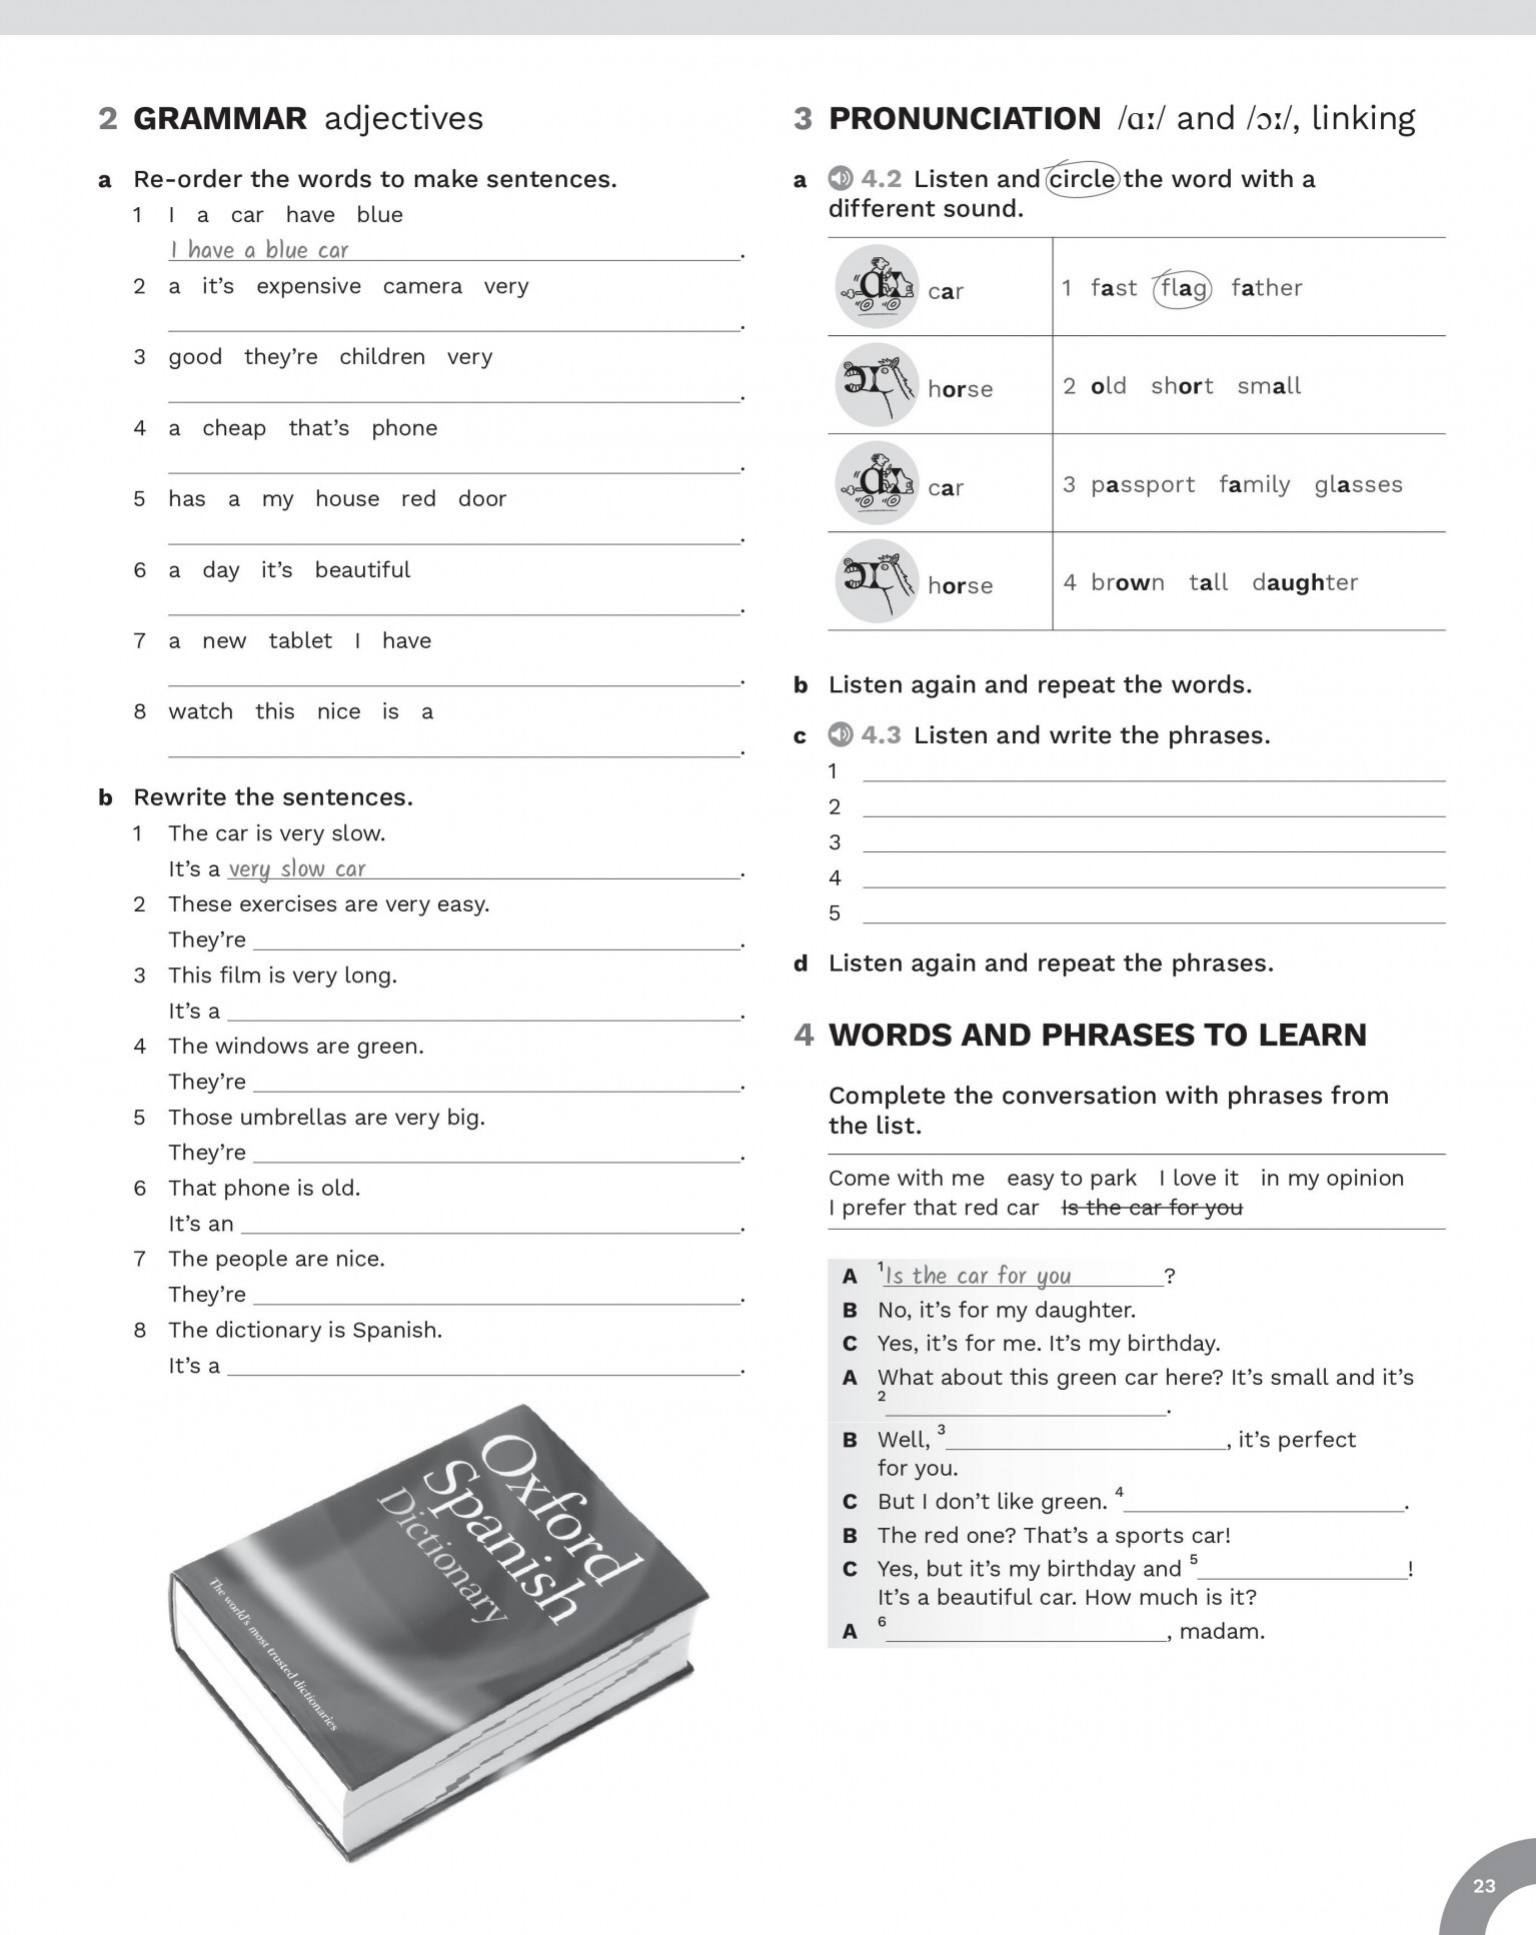 2 GRAMMAR adjectives
a Re-order the words to make sentences.
1 I a car have blue
I have a blue car.
2 a it's expensive camera very
.
3 good they're children very
.
4 a cheap that's phone
.
5 has a my house red door
.
6 a day it's beautiful
.
7 a new tablet I have
.
8 watch this nice is a
.
b Rewrite the sentences.
1 The car is very slow.
It's a very slow car.
2 These exercises are very easy.
They're .
3 This film is very long.
It's a .
4 The windows are green.
They're .
5 Those umbrellas are very big.
They're .
6 That phone is old.
It's an .
7 The people are nice.
They're .
8 The dictionary is Spanish.
It's a .
Oxford
Spanish
Dictionary
The world's most trusted dictionaries
3 PRONUNCIATION /ɑː/ and /ɔː/, linking
a 4.2 Listen and circle the word with a
different sound.
ɑː car 1 fast flag father
ɔː horse 2 old short small
ɑː car 3 passport family glasses
ɔː horse 4 brown tall daughter
b Listen again and repeat the words.
c 4.3 Listen and write the phrases.
1
2
3
4
5
d Listen again and repeat the phrases.
4 WORDS AND PHRASES TO LEARN
Complete the conversation with phrases from
the list.
Come with me easy to park I love it in my opinion
I prefer that red car Is the car for you
A 1 Is the car for you ?
B No, it's for my daughter.
C Yes, it's for me. It's my birthday.
A What about this green car here? It's small and it's
2 .
B Well, 3 , it's perfect
for you.
C But I don't like green. 4 .
B The red one? That's a sports car!
C Yes, but it's my birthday and 5 !
It's a beautiful car. How much is it?
A 6 , madam.
23